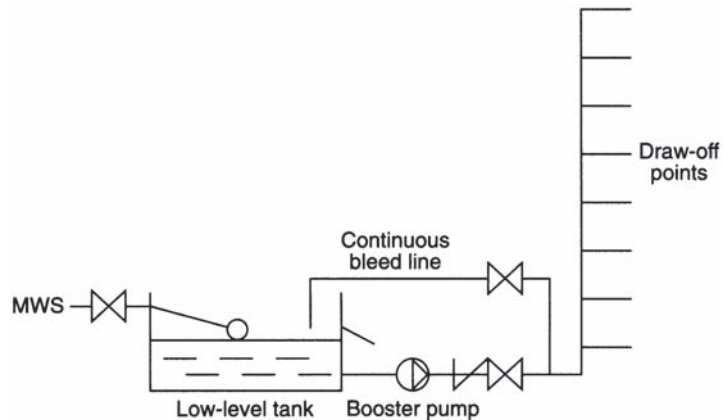 Draw-off
points
Continuous
bleed line
MWS
Low-level tank
Booster pump